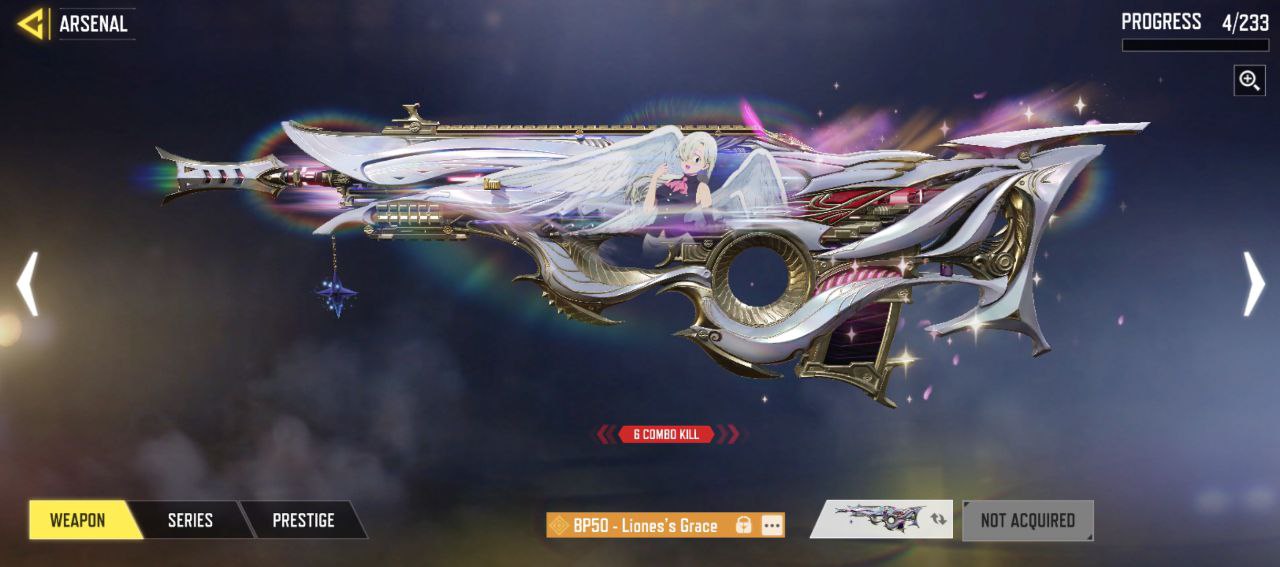 ARSENAL
PROGRESS 4/233
6 COMBO KILL
WEAPON
SERIES
PRESTIGE
BP50 - Liones's Grace
NOT ACQUIRED